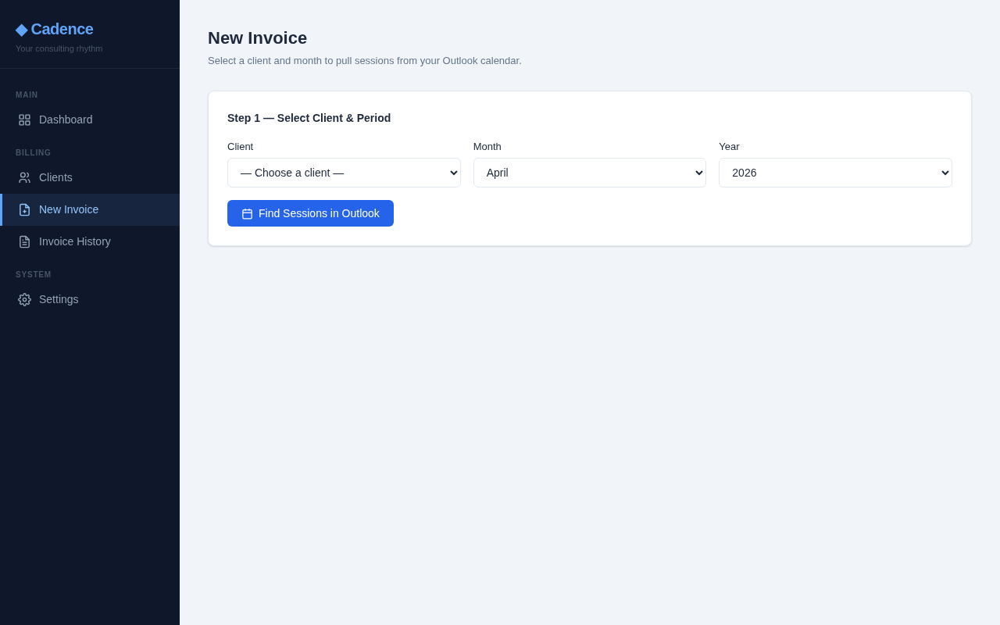 ◆ Cadence
Your consulting rhythm
MAIN
Dashboard
BILLING
Clients
New Invoice
Invoice History
SYSTEM
Settings
New Invoice
Select a client and month to pull sessions from your Outlook calendar.
Step 1 — Select Client & Period
Client
Month
Year
— Choose a client —
April
2026
Find Sessions in Outlook